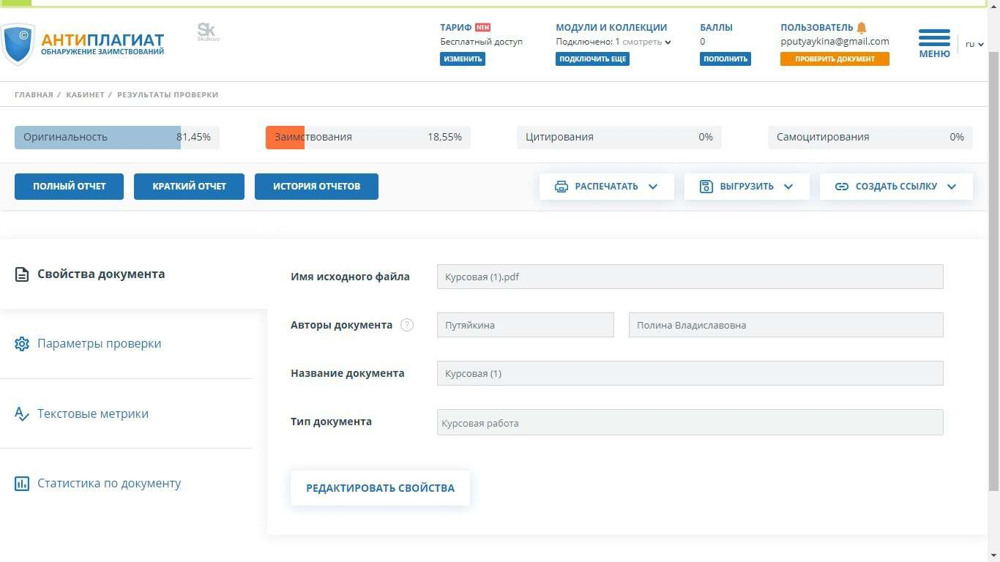 АНТИПЛАГИАТ
ОБНАРУЖЕНИЕ ЗАИМСТВОВАНИЙ
Sk
Skolkovo
ТАРИФ NEW
Бесплатный доступ
ИЗМЕНИТЬ
МОДУЛИ И КОЛЛЕКЦИИ
Подключено: 1 смотреть
ПОДКЛЮЧИТЬ ЕЩЕ
БАЛЛЫ
0
ПОПОЛНИТЬ
ПОЛЬЗОВАТЕЛЬ
pputyaykina@gmail.com
ПРОВЕРИТЬ ДОКУМЕНТ
МЕНЮ
ru
ГЛАВНАЯ / КАБИНЕТ / РЕЗУЛЬТАТЫ ПРОВЕРКИ
Оригинальность 81,45%
Заимствования 18,55%
Цитирования 0%
Самоцитирования 0%
ПОЛНЫЙ ОТЧЕТ
КРАТКИЙ ОТЧЕТ
ИСТОРИЯ ОТЧЕТОВ
РАСПЕЧАТАТЬ
ВЫГРУЗИТЬ
СОЗДАТЬ ССЫЛКУ
Свойства документа
Параметры проверки
Текстовые метрики
Статистика по документу
Имя исходного файла Курсовая (1).pdf
Авторы документа ? Путяйкина Полина Владиславовна
Название документа Курсовая (1)
Тип документа Курсовая работа
РЕДАКТИРОВАТЬ СВОЙСТВА